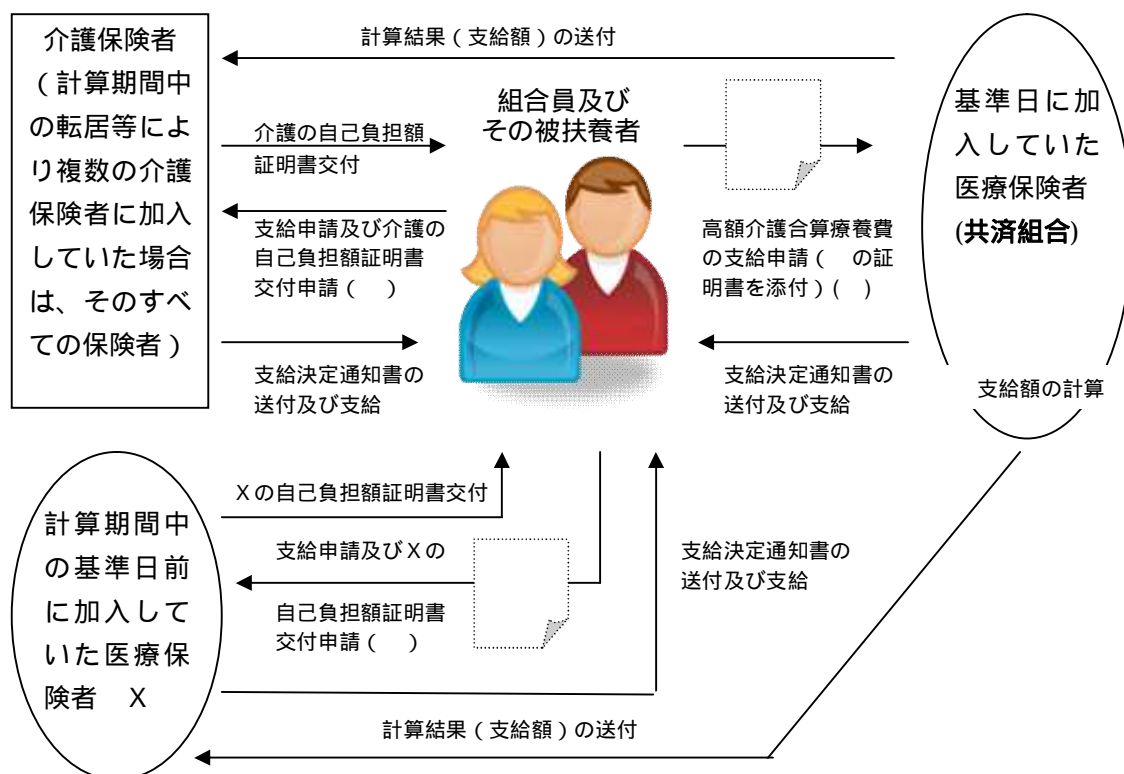 計算結果（支給額）の送付
介護保険者
（計算期間中
の転居等によ
り複数の介護
保険者に加入
していた場合
は、そのすべ
ての保険者）
介護の自己負担額
証明書交付
支給申請及び介護の
自己負担額証明書
交付申請（　）
支給決定通知書の
送付及び支給
組合員及び
その被扶養者
高額介護合算療養費
の支給申請（　の証
明書を添付）（　）
支給決定通知書の
送付及び支給
基準日に加
入していた
医療保険者
(共済組合)
支給額の計算
計算期間中
の基準日前
に加入して
いた医療保
険者　X
Xの自己負担額証明書交付
支給申請及びXの
自己負担額証明書
交付申請（　）
支給決定通知書の
送付及び支給
計算結果（支給額）の送付